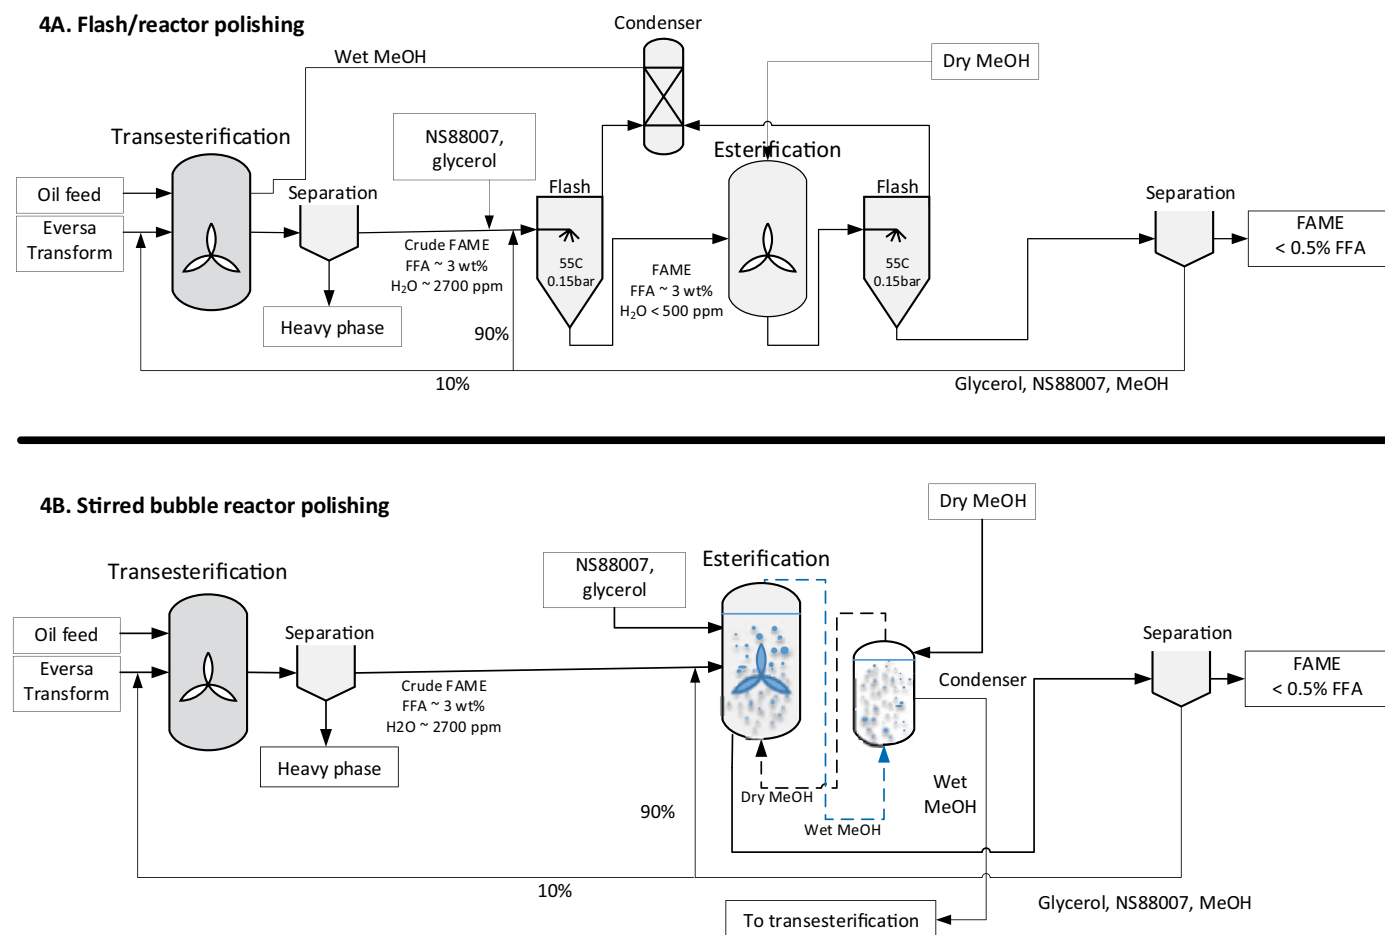 4A. Flash/reactor polishing
Condenser
Wet MeOH
Dry MeOH
Transesterification
NS88007,
glycerol
Esterification
Oil feed
Separation
Flash
Flash
Separation
Eversa
Transform
Crude FAME
FFA ~ 3 wt%
H₂O ~ 2700 ppm
55C
0.15bar
FAME
FFA ~ 3 wt%
H₂O < 500 ppm
55C
0.15bar
FAME
< 0.5% FFA
Heavy phase
90%
10%
Glycerol, NS88007, MeOH
4B. Stirred bubble reactor polishing
Dry MeOH
Transesterification
NS88007,
glycerol
Esterification
Oil feed
Separation
Separation
Eversa
Transform
Crude FAME
FFA ~ 3 wt%
H2O ~ 2700 ppm
Condenser
FAME
< 0.5% FFA
Heavy phase
Dry MeOH
Wet MeOH
Wet
MeOH
90%
10%
Glycerol, NS88007, MeOH
To transesterification